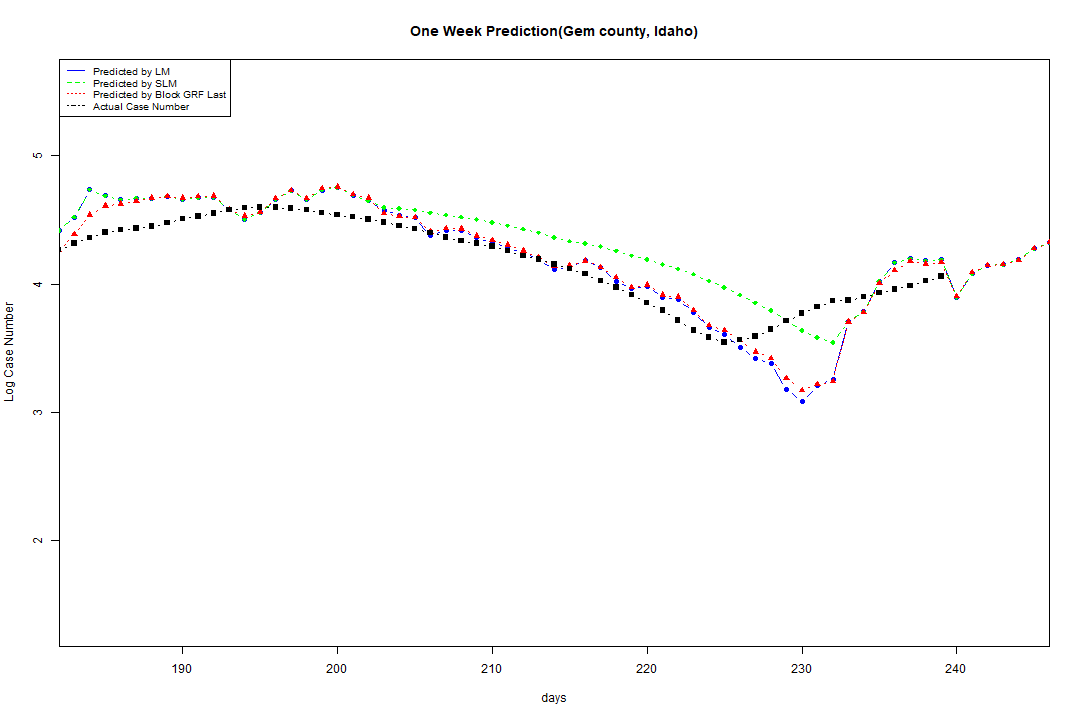 One Week Prediction(Gem county, Idaho)
Predicted by LM
Predicted by SLM
Predicted by Block GRF Last
Actual Case Number
5
4
3
2
Log Case Number
190 200 210 220 230 240
days